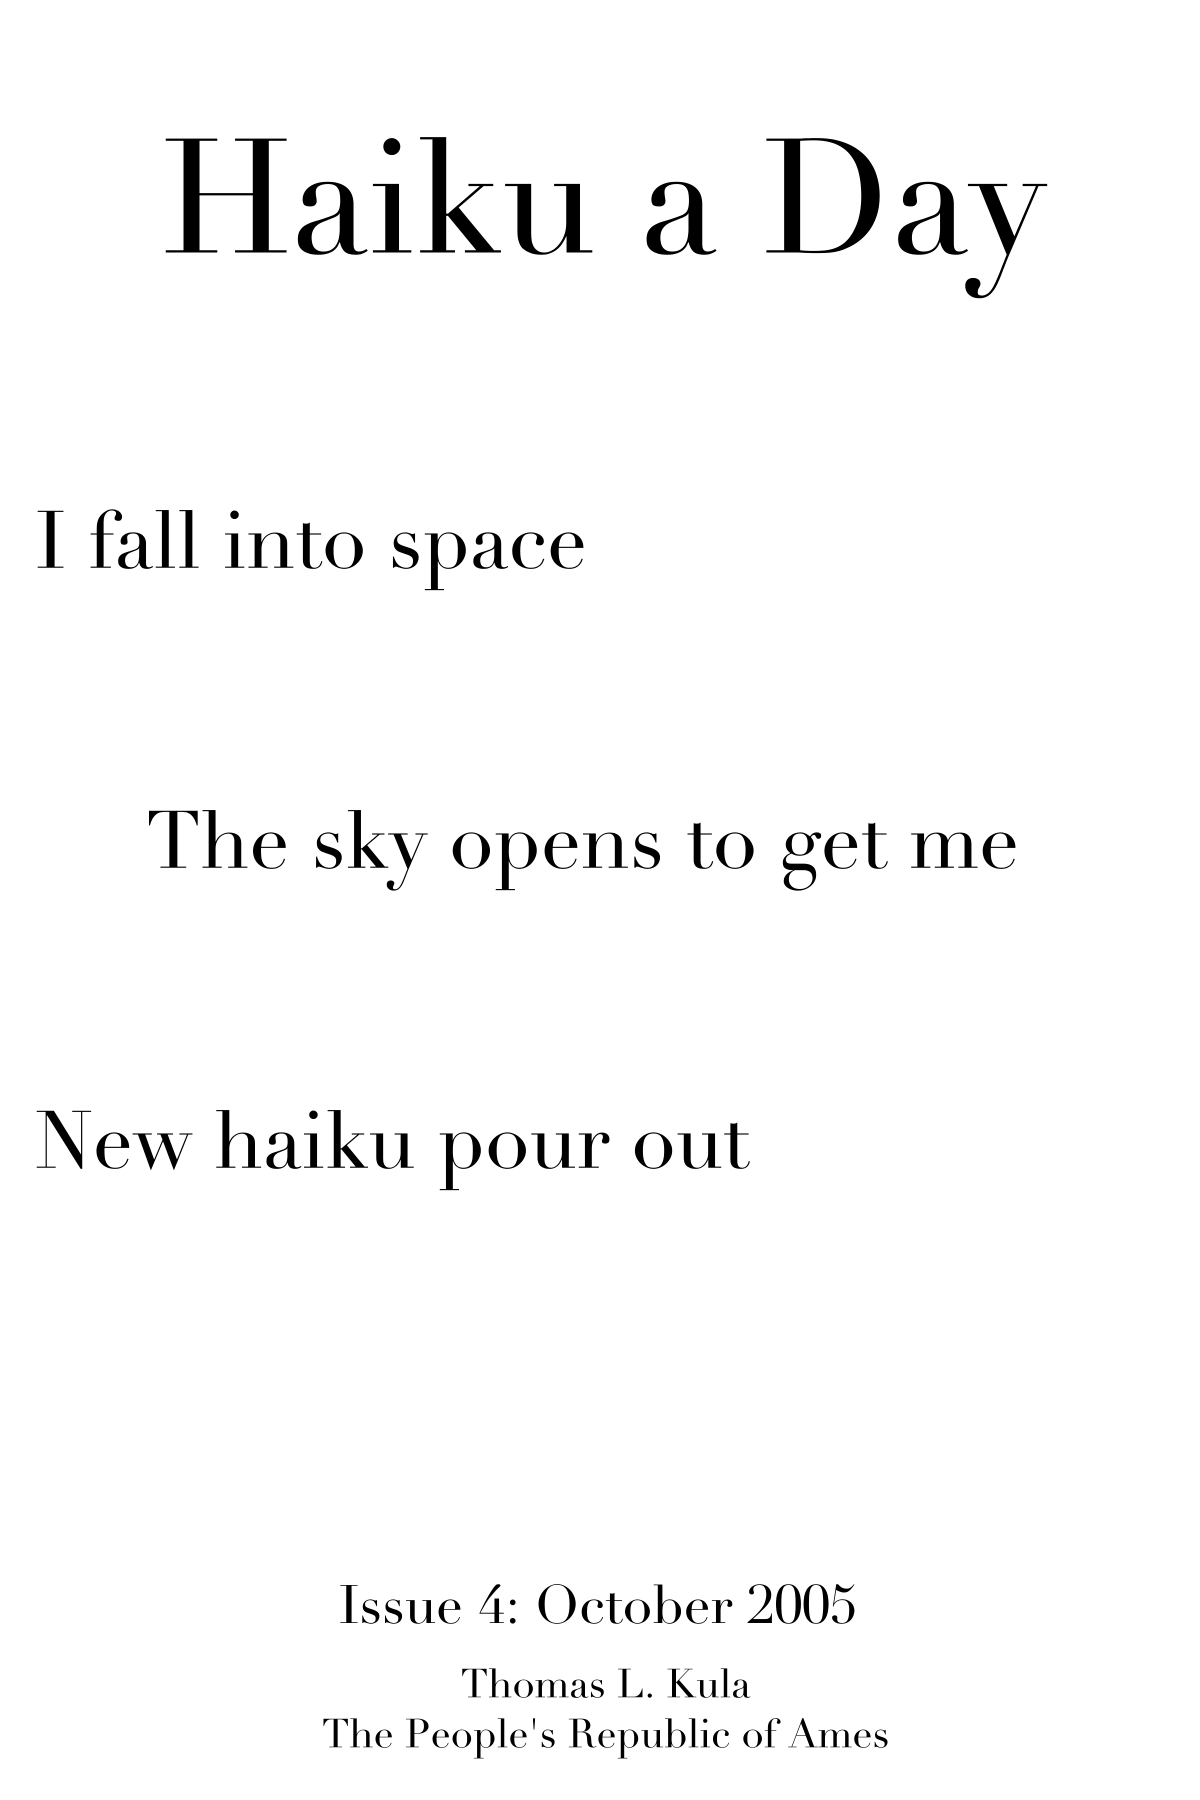 Haiku a Day
I fall into space
The sky opens to get me
New haiku pour out
Issue 4: October 2005
Thomas L. Kula
The People's Republic of Ames